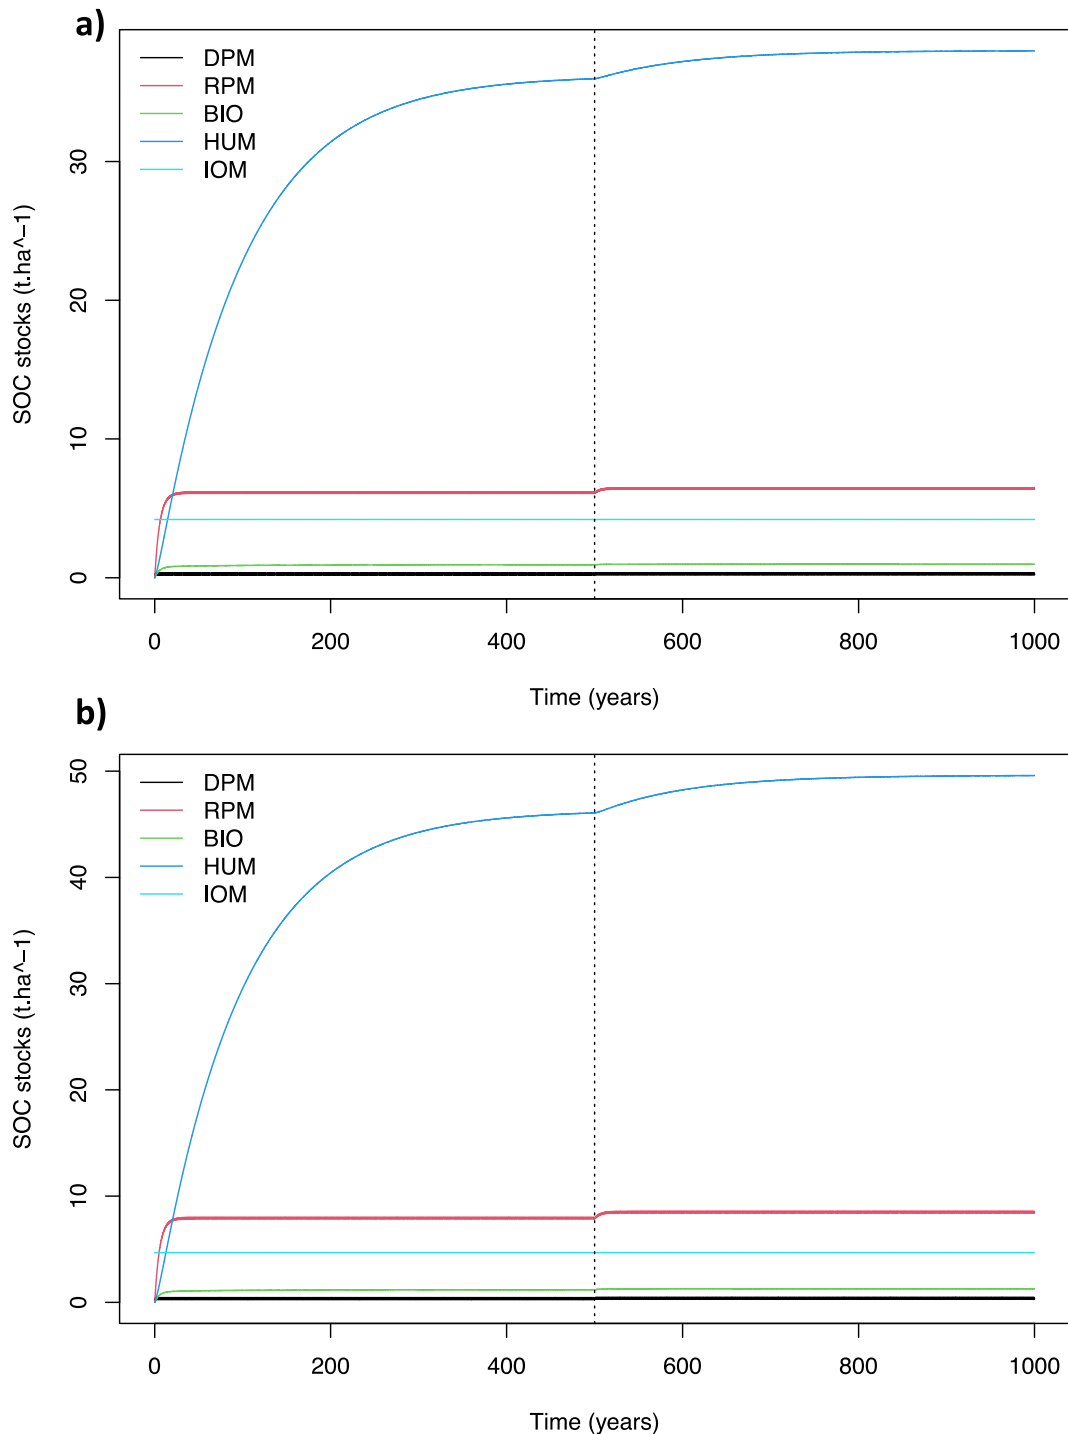 a)
DPM
RPM
BIO
HUM
IOM
SOC stocks (t.ha^−1)
30
20
10
0
0 200 400 600 800 1000
Time (years)
b)
DPM
RPM
BIO
HUM
IOM
SOC stocks (t.ha^−1)
50
40
30
20
10
0
0 200 400 600 800 1000
Time (years)